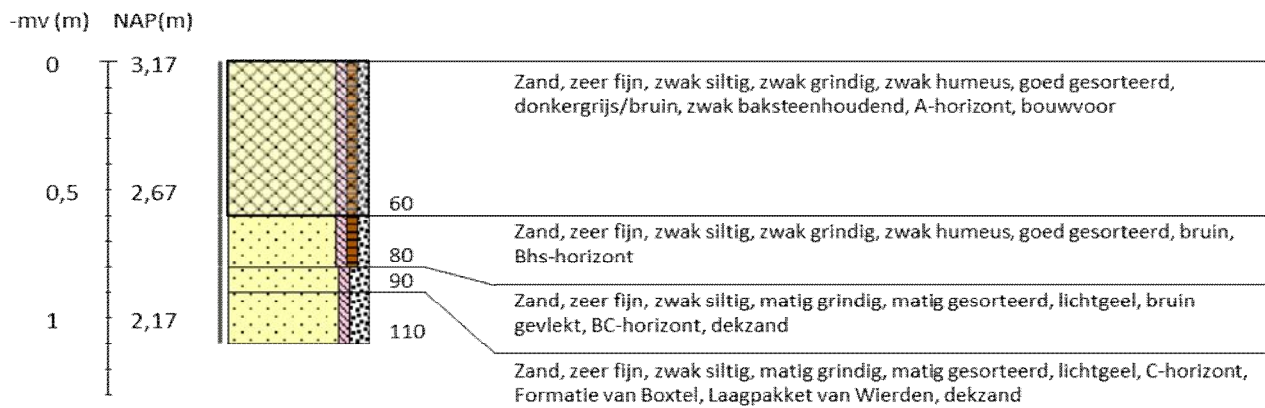 -mv (m) NAP(m)
0 3,17
Zand, zeer fijn, zwak siltig, zwak grindig, zwak humeus, goed gesorteerd,
donkergrijs/bruin, zwak baksteenhoudend, A-horizont, bouwvoor
0,5 2,67
60
Zand, zeer fijn, zwak siltig, zwak grindig, zwak humeus, goed gesorteerd, bruin,
Bhs-horizont
80
90
Zand, zeer fijn, zwak siltig, matig grindig, matig gesorteerd, lichtgeel, bruin
gevlekt, BC-horizont, dekzand
1 2,17
110
Zand, zeer fijn, zwak siltig, matig grindig, matig gesorteerd, lichtgeel, C-horizont,
Formatie van Boxtel, Laagpakket van Wierden, dekzand